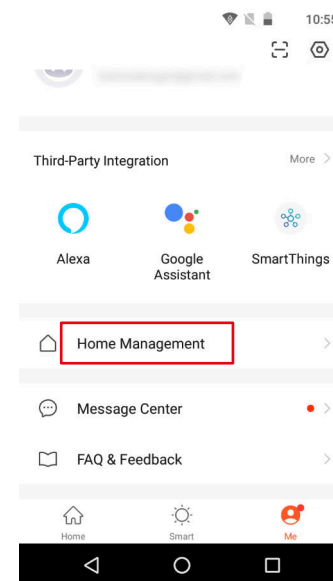 10:55
Third-Party Integration
More
Alexa
Google
Assistant
SmartThings
Home Management
Message Center
FAQ & Feedback
Home
Smart
Me